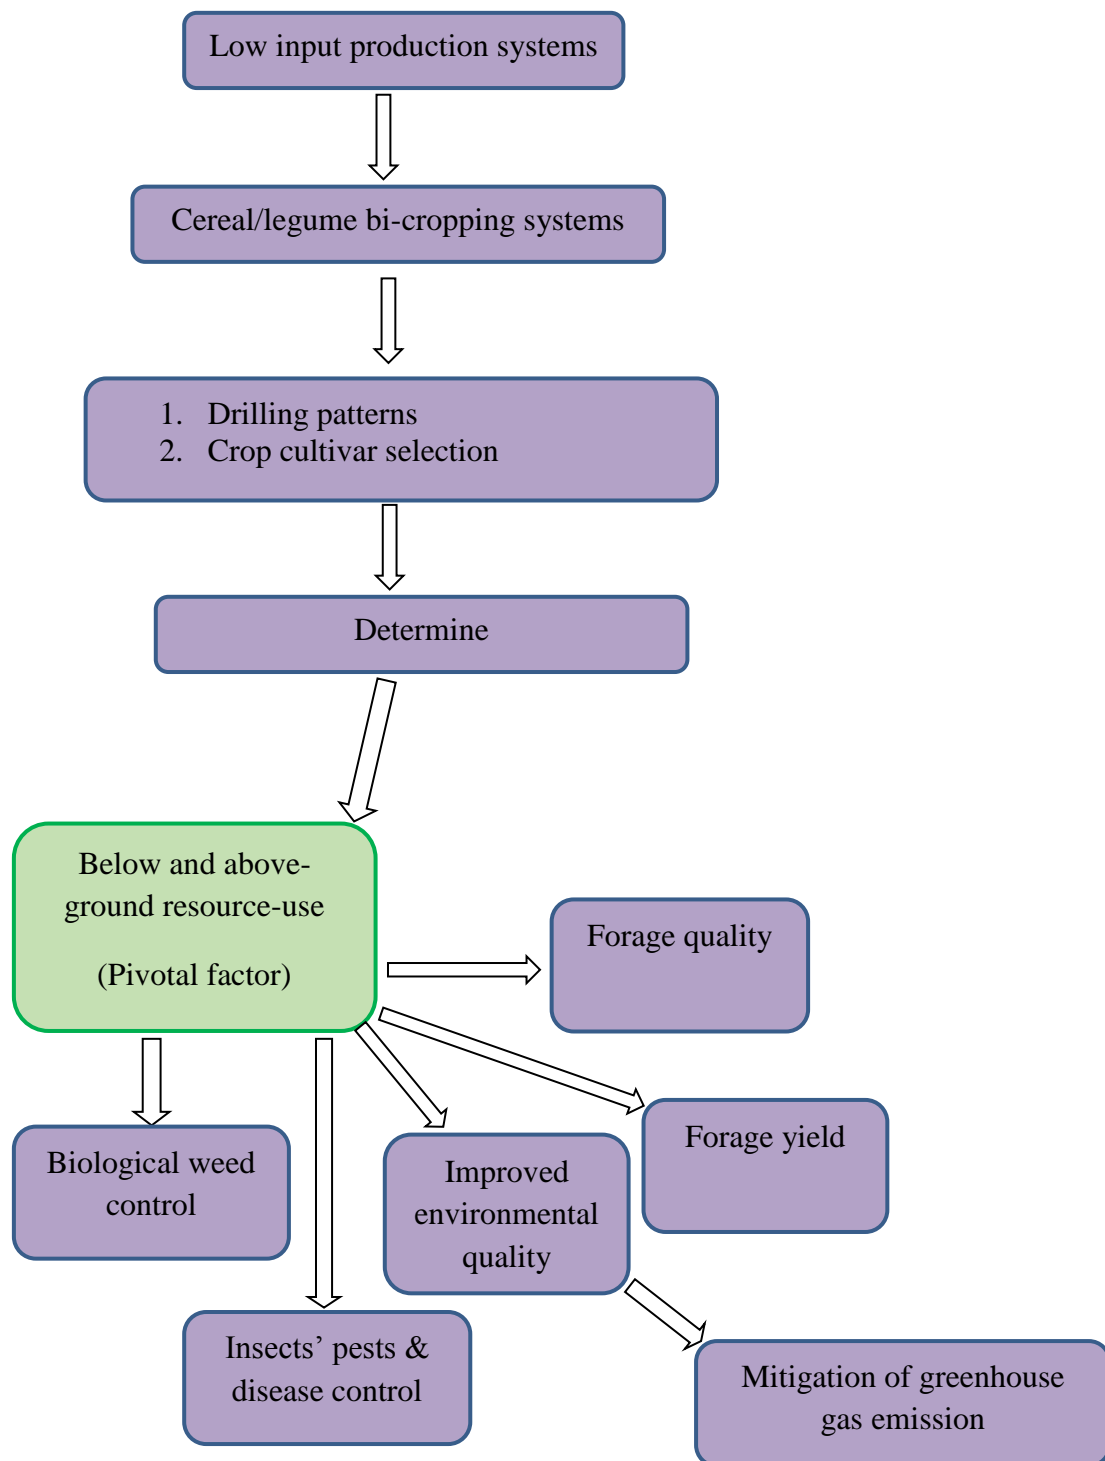 Low input production systems
Cereal/legume bi-cropping systems
1. Drilling patterns
2. Crop cultivar selection
Determine
Below and above-
ground resource-use
(Pivotal factor)
Forage quality
Forage yield
Biological weed
control
Improved
environmental
quality
Insects’ pests &
disease control
Mitigation of greenhouse
gas emission